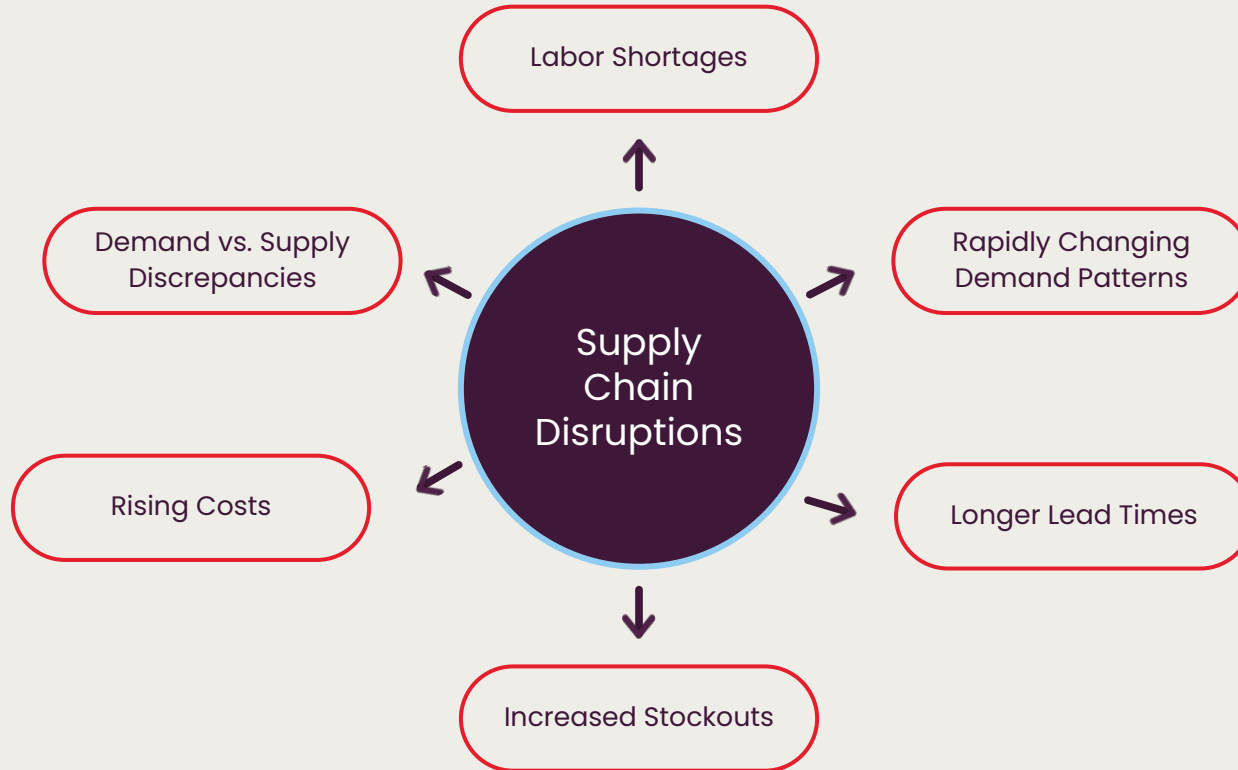 Labor Shortages
Demand vs. Supply
Discrepancies
Rapidly Changing
Demand Patterns
Supply
Chain
Disruptions
Rising Costs
Longer Lead Times
Increased Stockouts